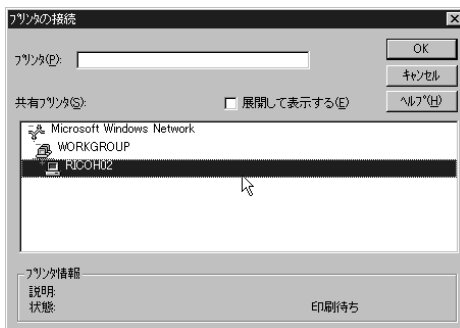 プリンタの接続
プリンタ(P):
OK
キャンセル
共有プリンタ(S):
展開して表示する(E)
ヘルプ(H)
Microsoft Windows Network
WORKGROUP
RICOH02
プリンタ情報
説明:
状態:
印刷待ち